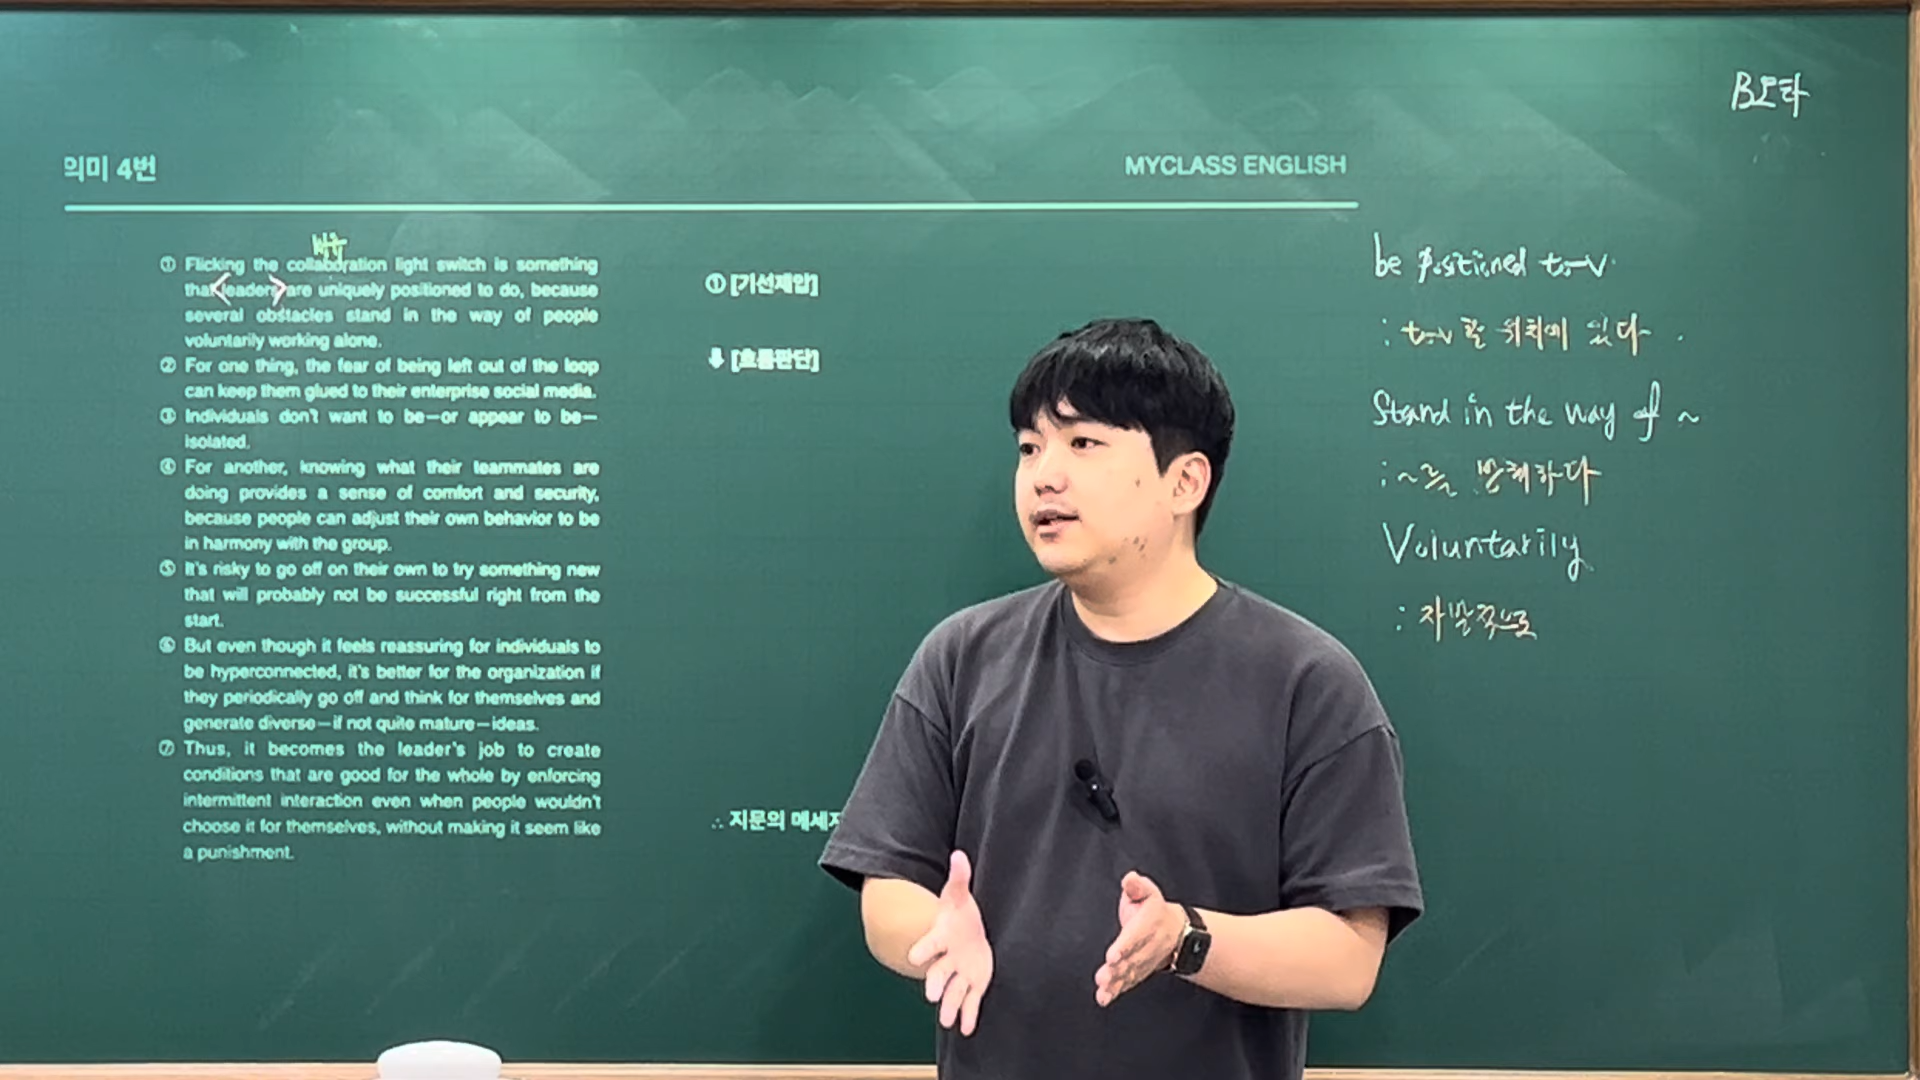 B오타
의미 4번
MYCLASS ENGLISH
비유
① Flicking the collaboration light switch is something
that <leaders> are uniquely positioned to do, because
several obstacles stand in the way of people
voluntarily working alone.
② For one thing, the fear of being left out of the loop
can keep them glued to their enterprise social media.
③ Individuals don't want to be—or appear to be—
isolated.
④ For another, knowing what their teammates are
doing provides a sense of comfort and security,
because people can adjust their own behavior to be
in harmony with the group.
⑤ It's risky to go off on their own to try something new
that will probably not be successful right from the
start.
⑥ But even though it feels reassuring for individuals to
be hyperconnected, it's better for the organization if
they periodically go off and think for themselves and
generate diverse—if not quite mature—ideas.
⑦ Thus, it becomes the leader's job to create
conditions that are good for the whole by enforcing
intermittent interaction even when people wouldn't
choose it for themselves, without making it seem like
a punishment.
① [기선제압]
⬇ [흐름판단]
∴ 지문의 메세지
be positioned to-v
: to-v할 위치에 있다
Stand in the way of ~
: ~를 방해하다
Voluntarily
: 자발적으로